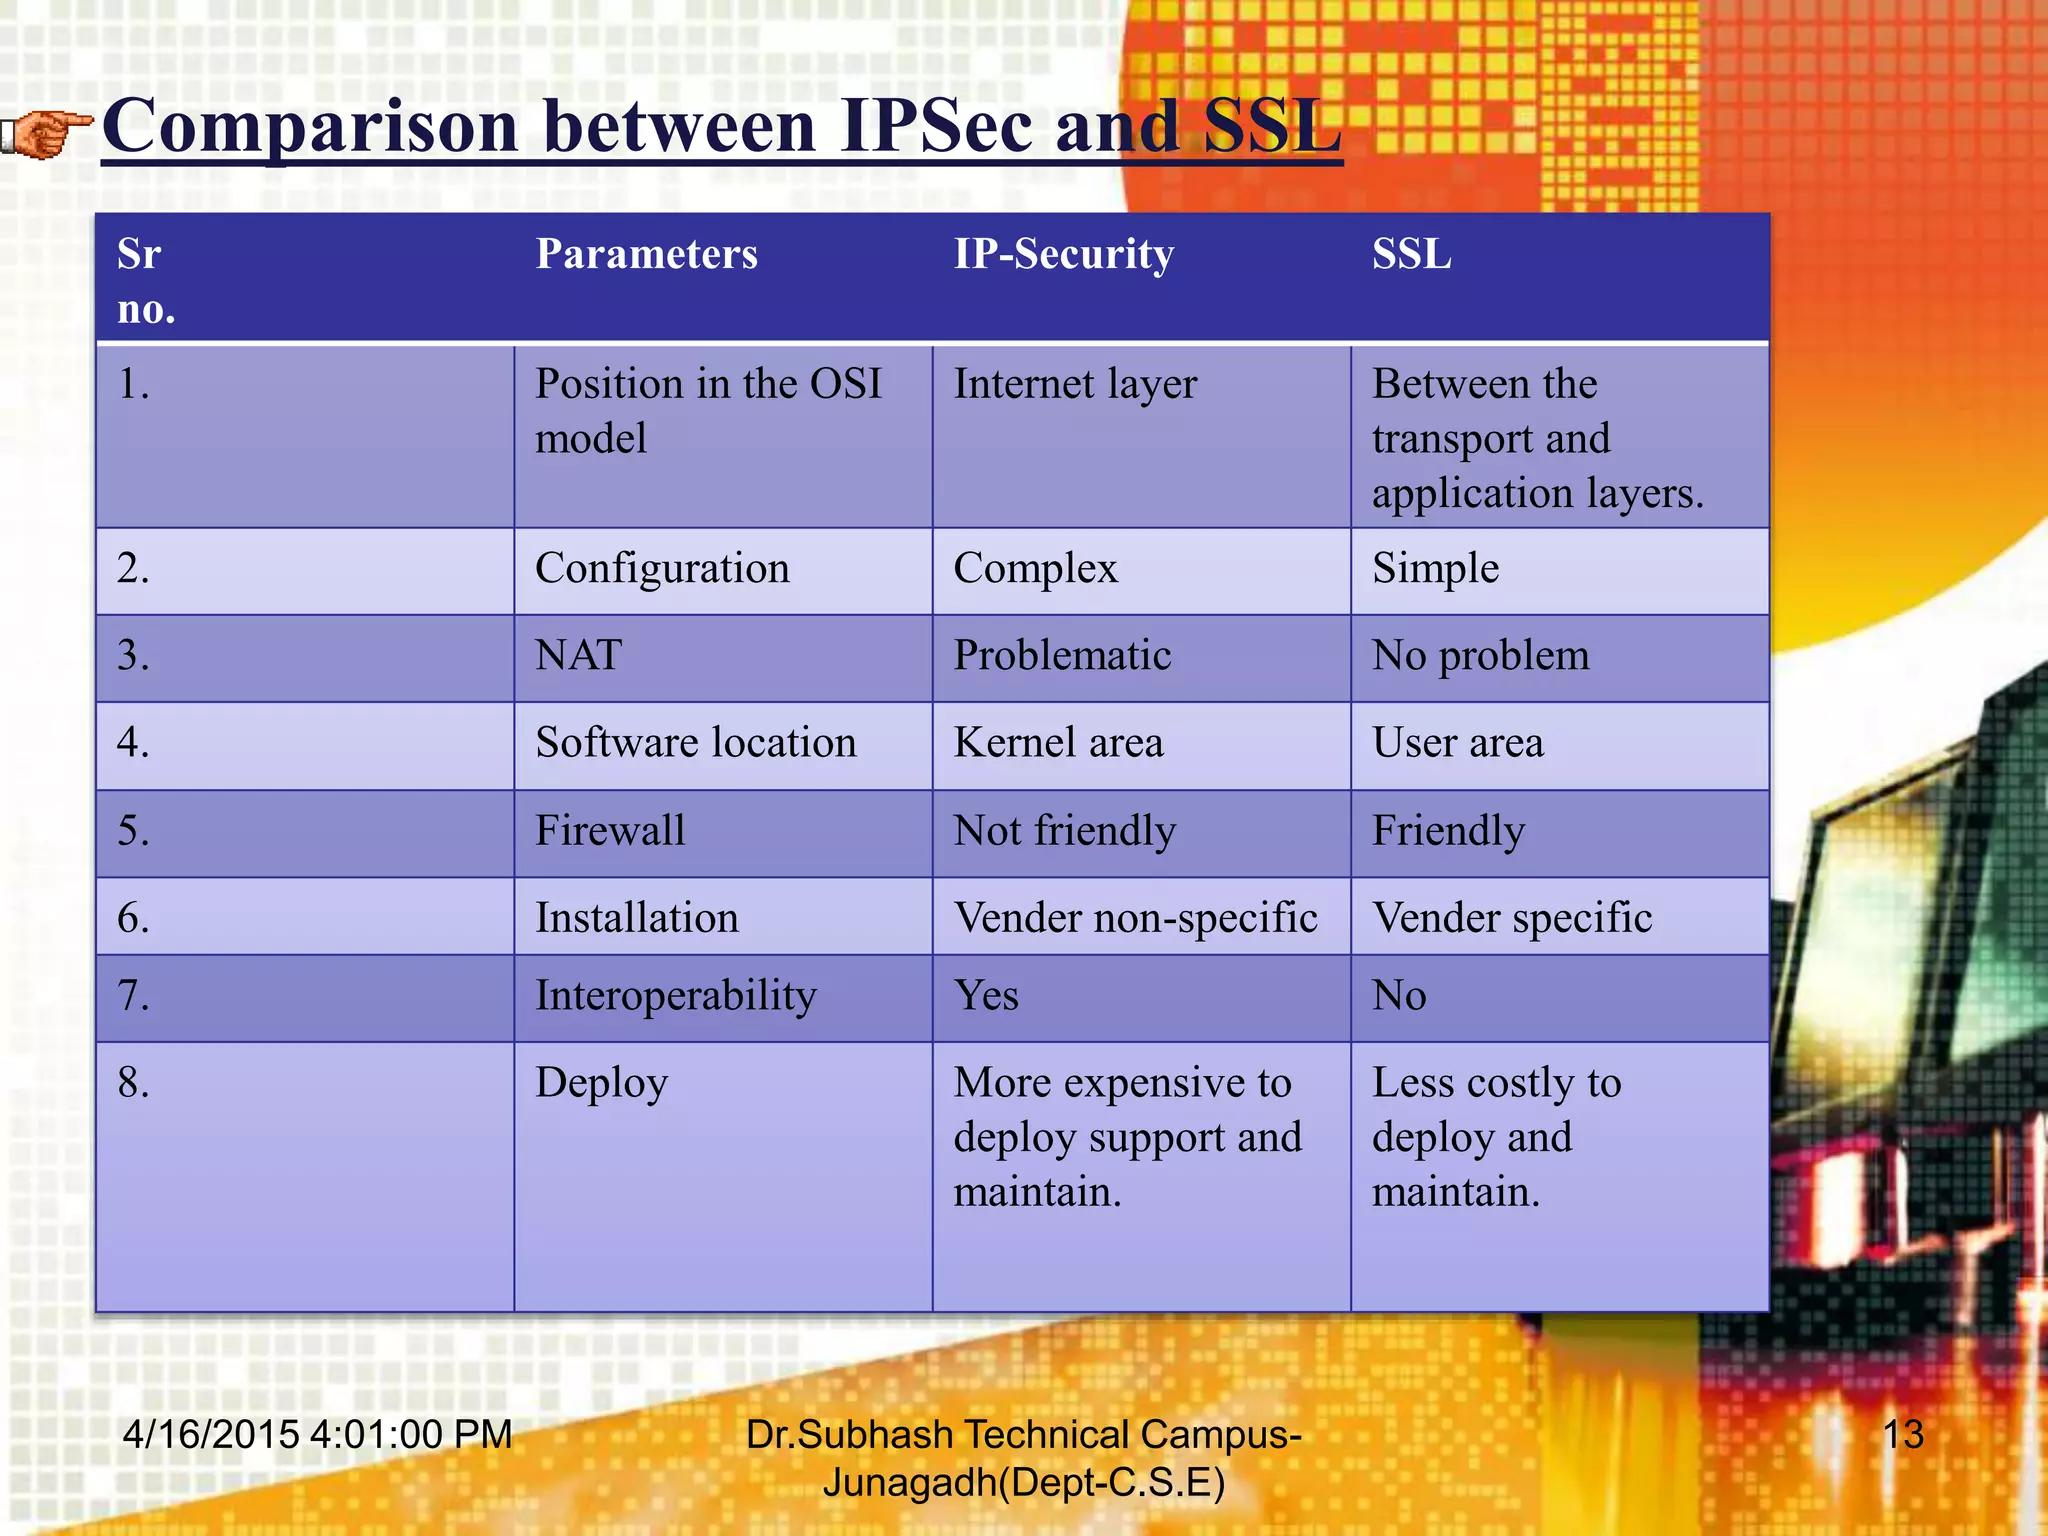 Comparison between IPSec and SSL
Sr
no.
Parameters
IP-Security
SSL
1.
Position in the OSI
model
Internet layer
Between the
transport and
application layers.
2.
Configuration
Complex
Simple
3.
NAT
Problematic
No problem
4.
Software location
Kernel area
User area
5.
Firewall
Not friendly
Friendly
6.
Installation
Vender non-specific
Vender specific
7.
Interoperability
Yes
No
8.
Deploy
More expensive to
deploy support and
maintain.
Less costly to
deploy and
maintain.
4/16/2015 4:01:00 PM
Dr.Subhash Technical Campus-
Junagadh(Dept-C.S.E)
13